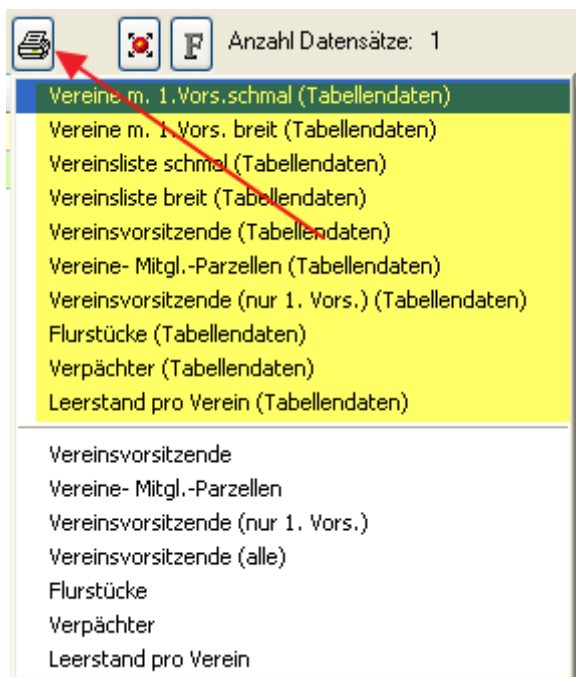 F Anzahl Datensätze: 1
Vereine m. 1.Vors.schmal (Tabellendaten)
Vereine m. 1.Vors. breit (Tabellendaten)
Vereinsliste schmal (Tabellendaten)
Vereinsliste breit (Tabellendaten)
Vereinsvorsitzende (Tabellendaten)
Vereine- Mitgl.-Parzellen (Tabellendaten)
Vereinsvorsitzende (nur 1. Vors.) (Tabellendaten)
Flurstücke (Tabellendaten)
Verpächter (Tabellendaten)
Leerstand pro Verein (Tabellendaten)
Vereinsvorsitzende
Vereine- Mitgl.-Parzellen
Vereinsvorsitzende (nur 1. Vors.)
Vereinsvorsitzende (alle)
Flurstücke
Verpächter
Leerstand pro Verein